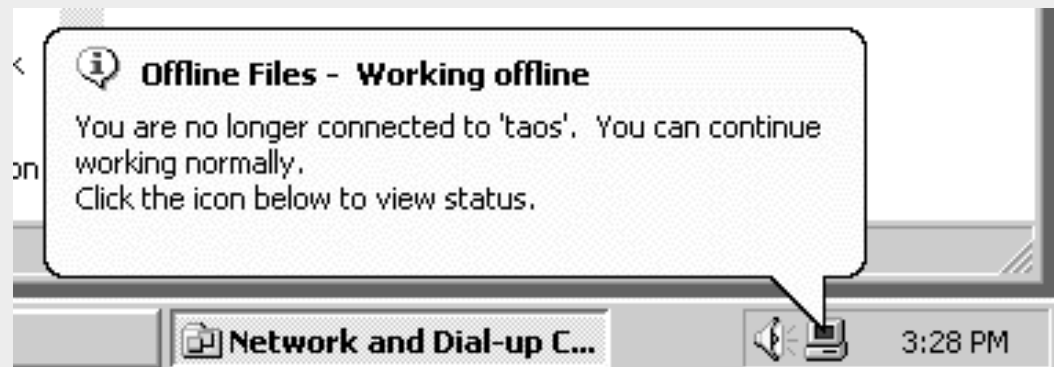 Offline Files - Working offline
You are no longer connected to 'taos'. You can continue
working normally.
on
Click the icon below to view status.
Network and Dial-up C...
3:28 PM